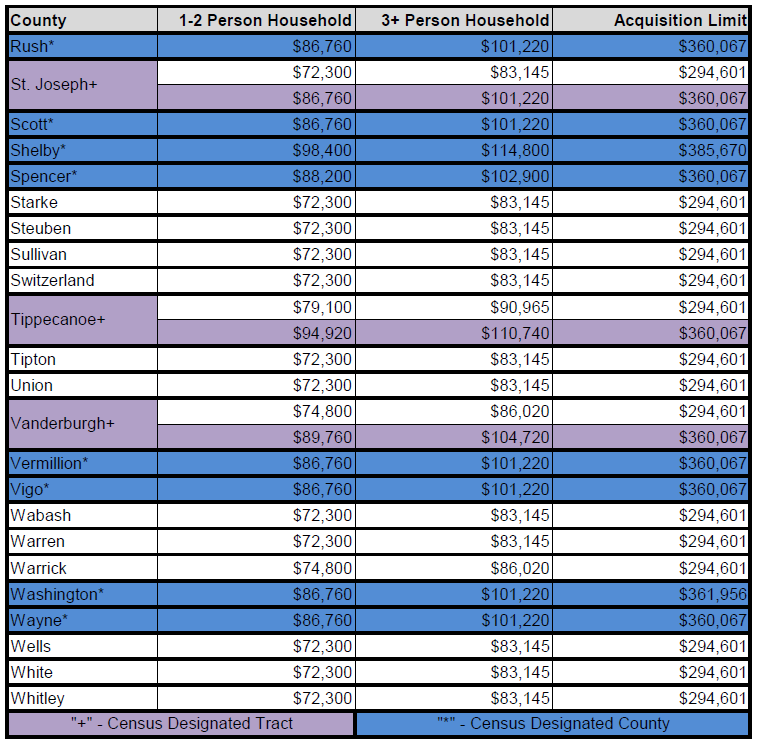 County 1-2 Person Household 3+ Person Household Acquisition Limit
Rush* $86,760 $101,220 $360,067
St. Joseph+ $72,300 $83,145 $294,601
$86,760 $101,220 $360,067
Scott* $86,760 $101,220 $360,067
Shelby* $98,400 $114,800 $385,670
Spencer* $88,200 $102,900 $360,067
Starke $72,300 $83,145 $294,601
Steuben $72,300 $83,145 $294,601
Sullivan $72,300 $83,145 $294,601
Switzerland $72,300 $83,145 $294,601
Tippecanoe+ $79,100 $90,965 $294,601
$94,920 $110,740 $360,067
Tipton $72,300 $83,145 $294,601
Union $72,300 $83,145 $294,601
Vanderburgh+ $74,800 $86,020 $294,601
$89,760 $104,720 $360,067
Vermillion* $86,760 $101,220 $360,067
Vigo* $86,760 $101,220 $360,067
Wabash $72,300 $83,145 $294,601
Warren $72,300 $83,145 $294,601
Warrick $74,800 $86,020 $294,601
Washington* $86,760 $101,220 $361,956
Wayne* $86,760 $101,220 $360,067
Wells $72,300 $83,145 $294,601
White $72,300 $83,145 $294,601
Whitley $72,300 $83,145 $294,601
"+" - Census Designated Tract "*" - Census Designated County